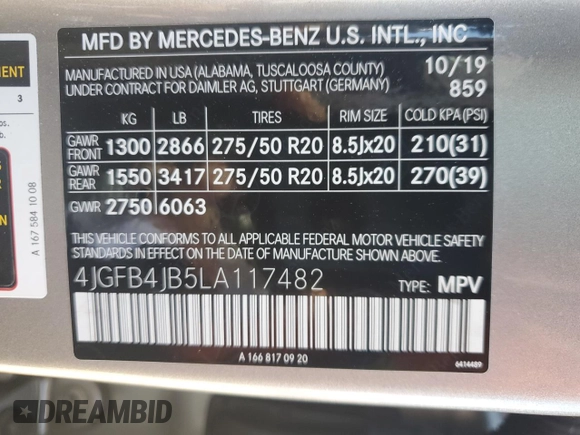 MFD BY MERCEDES-BENZ U.S. INTL., INC
MANUFACTURED IN USA (ALABAMA, TUSCALOOSA COUNTY) 10/19
UNDER CONTRACT FOR DAIMLER AG, STUTTGART (GERMANY) 859
KG LB TIRES RIM SIZE COLD KPA (PSI)
GAWR FRONT 1300 2866 275/50 R20 8.5Jx20 210(31)
GAWR REAR 1550 3417 275/50 R20 8.5Jx20 270(39)
GVWR 2750 6063
THIS VEHICLE CONFORMS TO ALL APPLICABLE FEDERAL MOTOR VEHICLE SAFETY
STANDARDS IN EFFECT ON THE DATE OF MANUFACTURE SHOWN ABOVE.
4JGFB4JB5LA117482 TYPE: MPV
A 166 817 09 20
6414489
3
A 167 584 10 08
DREAMBID